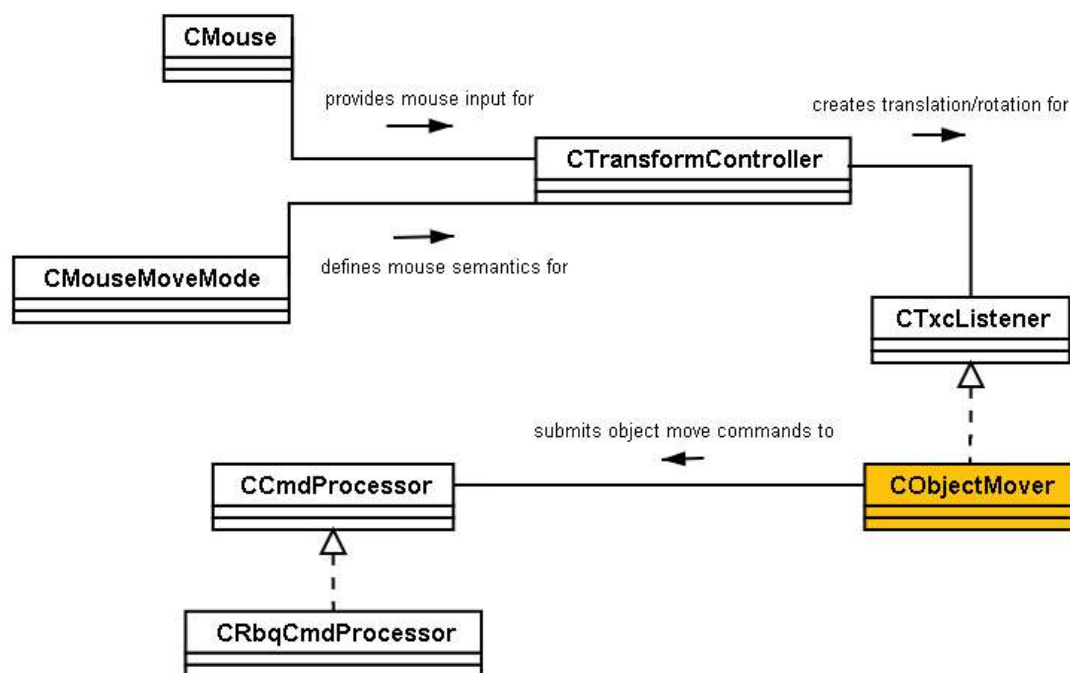 CMouse
provides mouse input for
creates translation/rotation for
CTransformController
defines mouse semantics for
CMouseMoveMode
CTxcListener
submits object move commands to
CCmdProcessor
CObjectMover
CRbqCmdProcessor